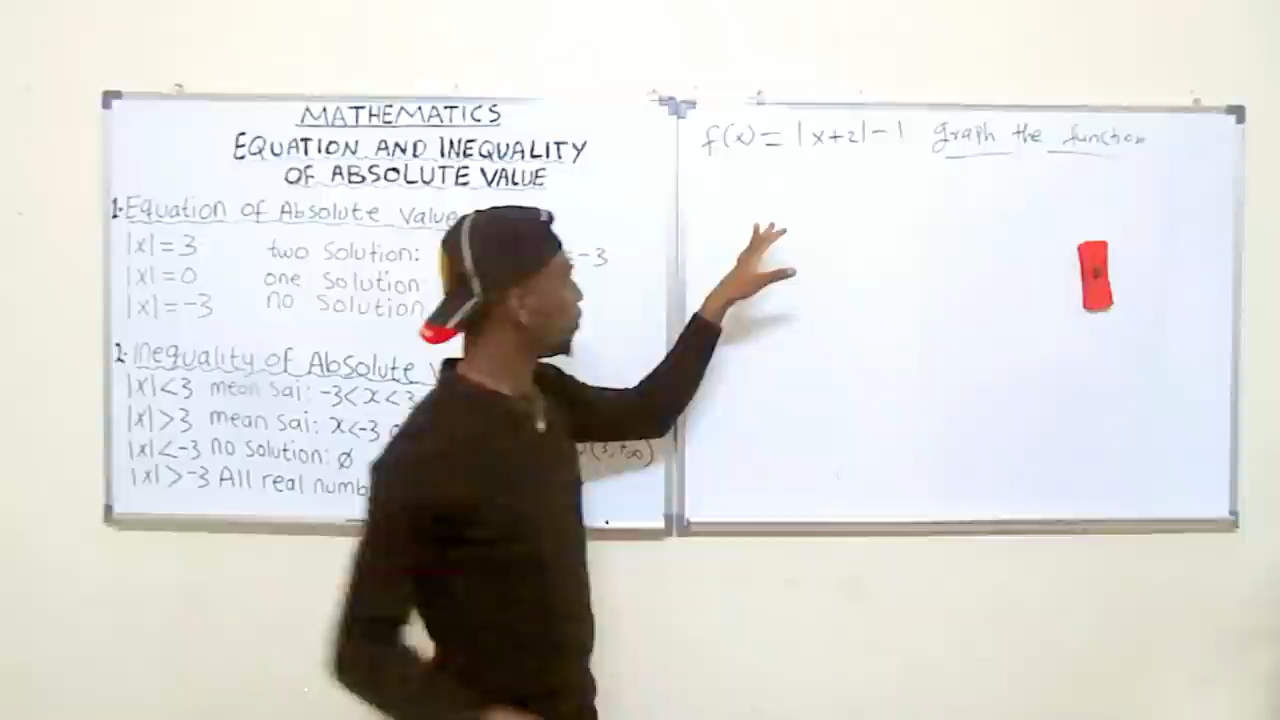 MATHEMATICS
EQUATION AND INEQUALITY
OF ABSOLUTE VALUE
1. Equation of Absolute Value
|x|=3 two solution: =-3
|x|=0 one solution
|x|=-3 no solution
2. Inequality of Absolute
|x|<3 mean sai: -3<x<3
|x|>3 mean sai: x<-3
|x|<-3 no solution: ø
|x|>-3 All real numb
(3,+∞)
f(x) = |x+2|-1 graph the function